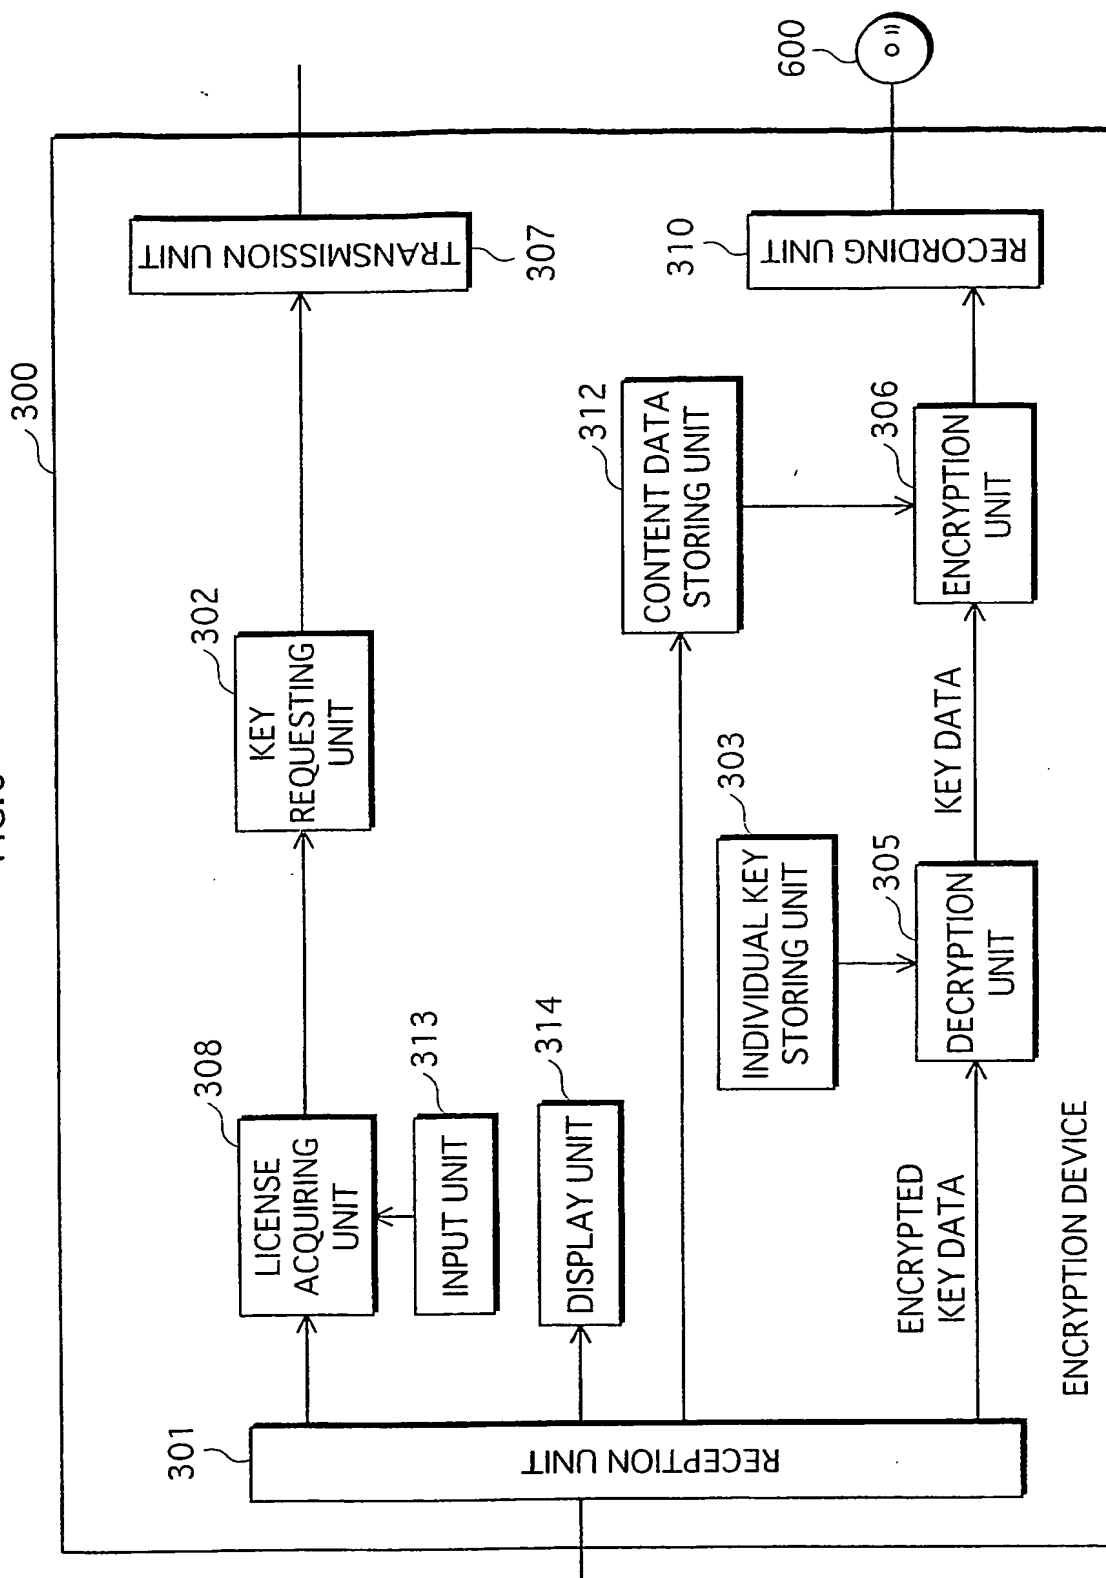 300
301
RECEPTION UNIT
308
LICENSE
ACQUIRING
UNIT
313
INPUT UNIT
314
DISPLAY UNIT
302
KEY
REQUESTING
UNIT
TRANSMISSION UNIT
307
312
CONTENT DATA
STORING UNIT
303
INDIVIDUAL KEY
STORING UNIT
ENCRYPTED
KEY DATA
305
DECRYPTION
UNIT
KEY DATA
306
ENCRYPTION
UNIT
310
RECORDING UNIT
600
ENCRYPTION DEVICE